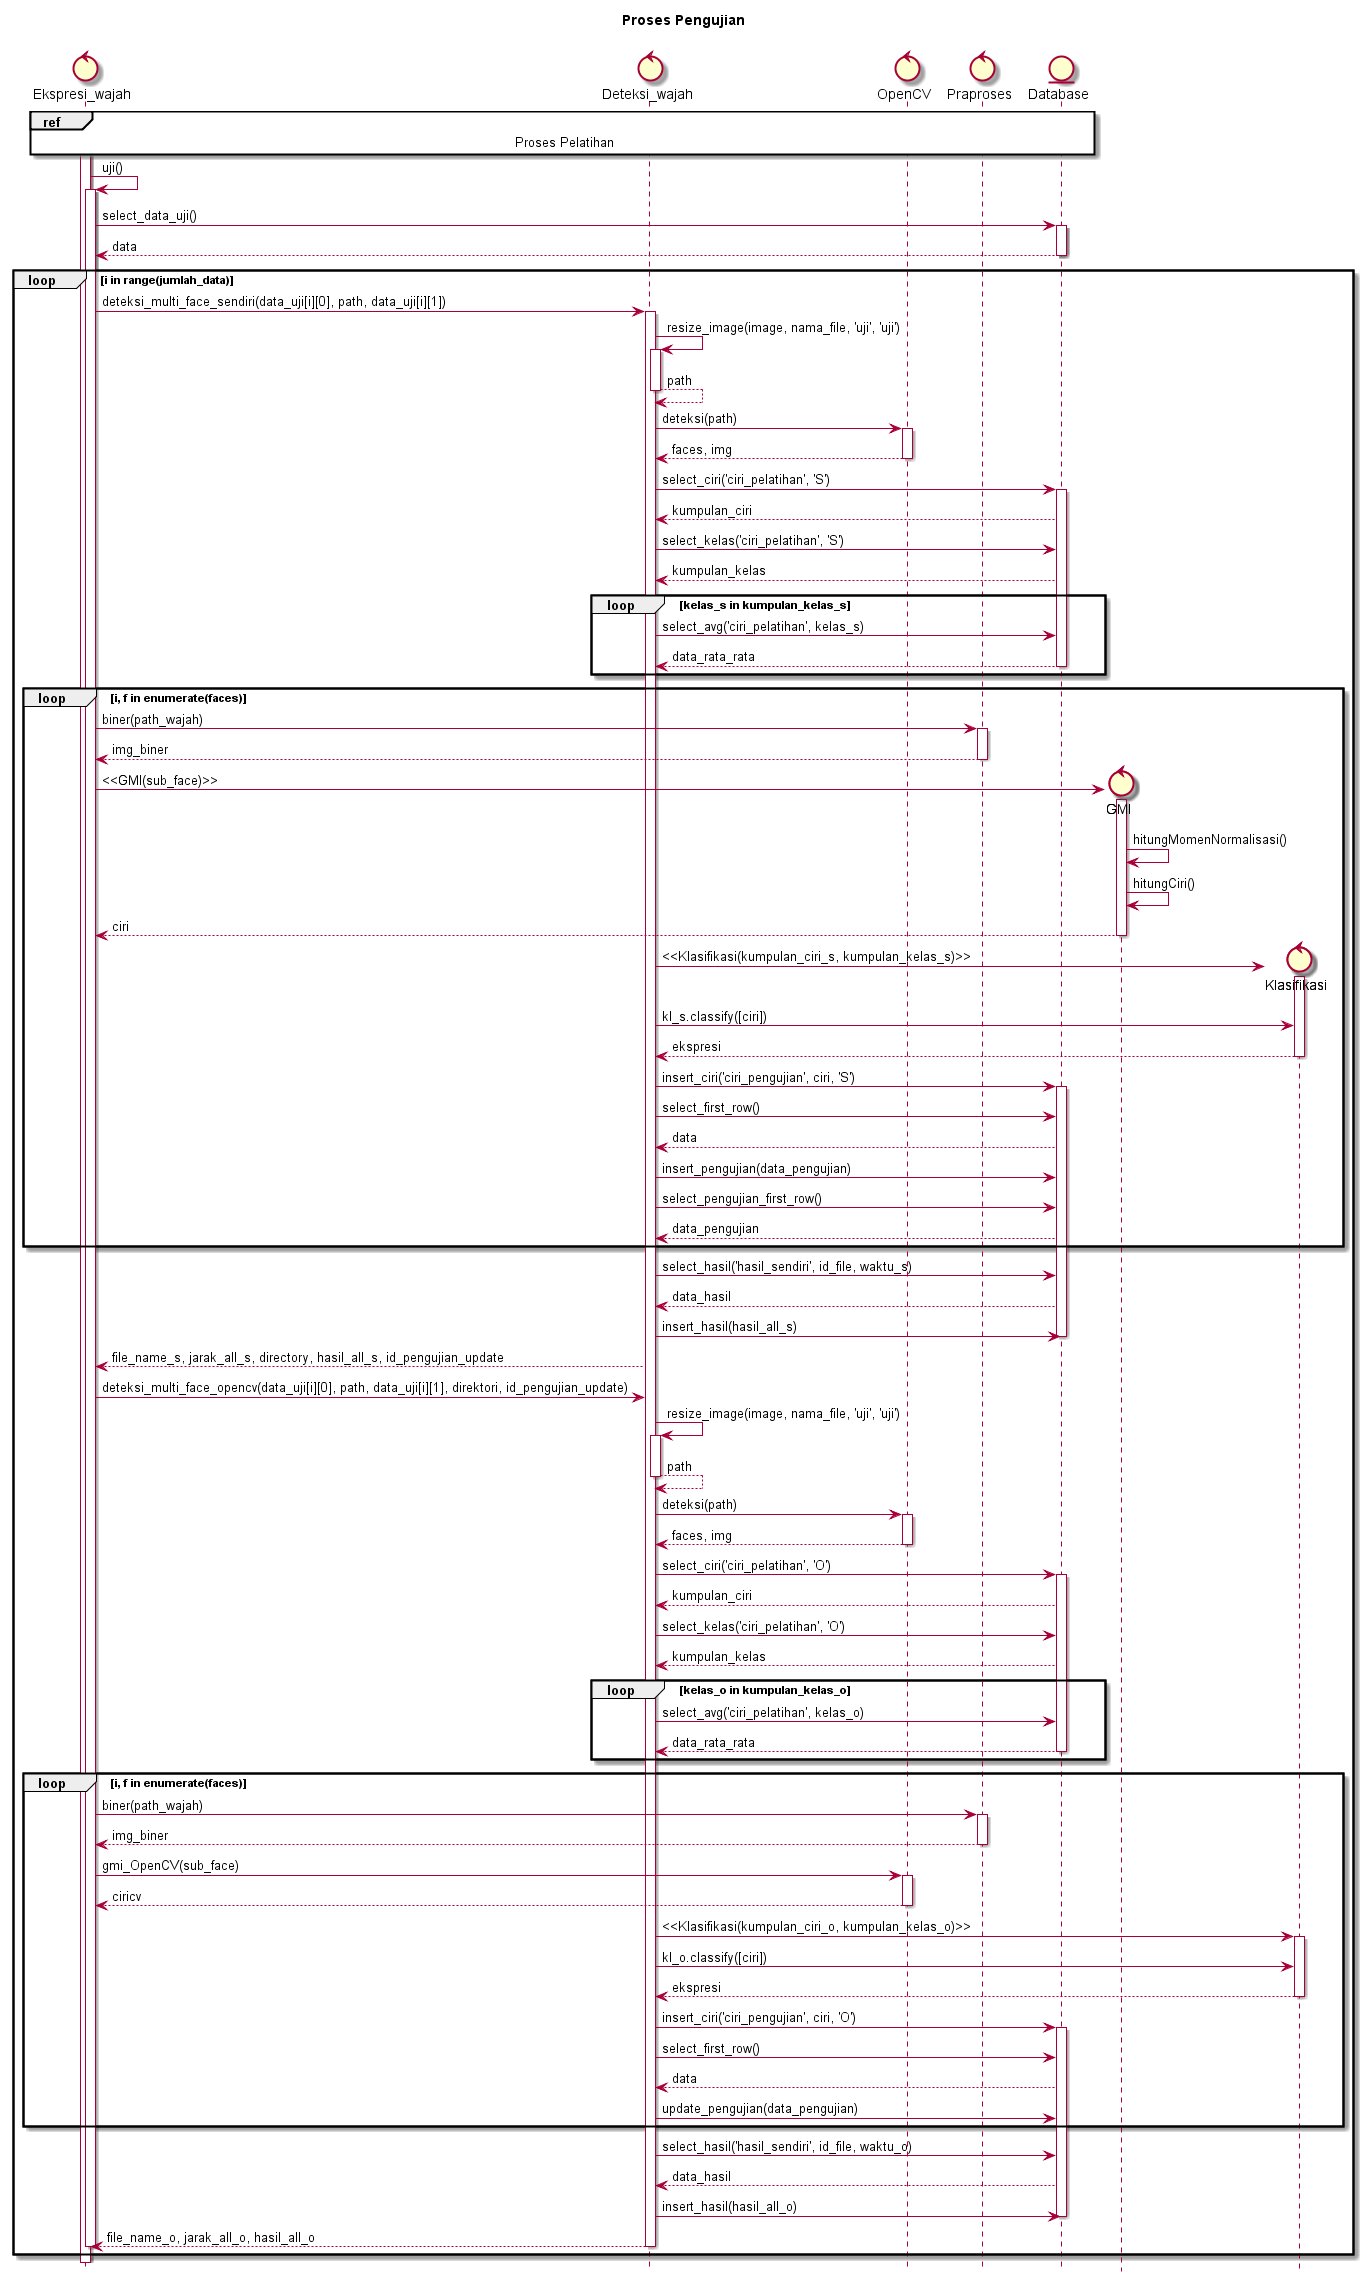 Proses Pengujian
Ekspresi_wajah
Deteksi_wajah
OpenCV
Praproses
Database
ref
Proses Pelatihan
uji()
select_data_uji()
data
loop
[i in range(jumlah_data)]
deteksi_multi_face_sendiri(data_uji[i][0], path, data_uji[i][1])
resize_image(image, nama_file, 'uji', 'uji')
path
deteksi(path)
faces, img
select_ciri('ciri_pelatihan', 'S')
kumpulan_ciri
select_kelas('ciri_pelatihan', 'S')
kumpulan_kelas
loop
[kelas_s in kumpulan_kelas_s]
select_avg('ciri_pelatihan', kelas_s)
data_rata_rata
loop
[i, f in enumerate(faces)]
biner(path_wajah)
img_biner
<<GMI(sub_face)>>
GMI
hitungMomenNormalisasi()
hitungCiri()
ciri
<<Klasifikasi(kumpulan_ciri_s, kumpulan_kelas_s)>>
Klasifikasi
kl_s.classify([ciri])
ekspresi
insert_ciri('ciri_pengujian', ciri, 'S')
select_first_row()
data
insert_pengujian(data_pengujian)
select_pengujian_first_row()
data_pengujian
select_hasil('hasil_sendiri', id_file, waktu_s)
data_hasil
insert_hasil(hasil_all_s)
file_name_s, jarak_all_s, directory, hasil_all_s, id_pengujian_update
deteksi_multi_face_opencv(data_uji[i][0], path, data_uji[i][1], direktori, id_pengujian_update)
resize_image(image, nama_file, 'uji', 'uji')
path
deteksi(path)
faces, img
select_ciri('ciri_pelatihan', 'O')
kumpulan_ciri
select_kelas('ciri_pelatihan', 'O')
kumpulan_kelas
loop
[kelas_o in kumpulan_kelas_o]
select_avg('ciri_pelatihan', kelas_o)
data_rata_rata
loop
[i, f in enumerate(faces)]
biner(path_wajah)
img_biner
gmi_OpenCV(sub_face)
ciricv
<<Klasifikasi(kumpulan_ciri_o, kumpulan_kelas_o)>>
kl_o.classify([ciri])
ekspresi
insert_ciri('ciri_pengujian', ciri, 'O')
select_first_row()
data
update_pengujian(data_pengujian)
select_hasil('hasil_sendiri', id_file, waktu_o)
data_hasil
insert_hasil(hasil_all_o)
file_name_o, jarak_all_o, hasil_all_o